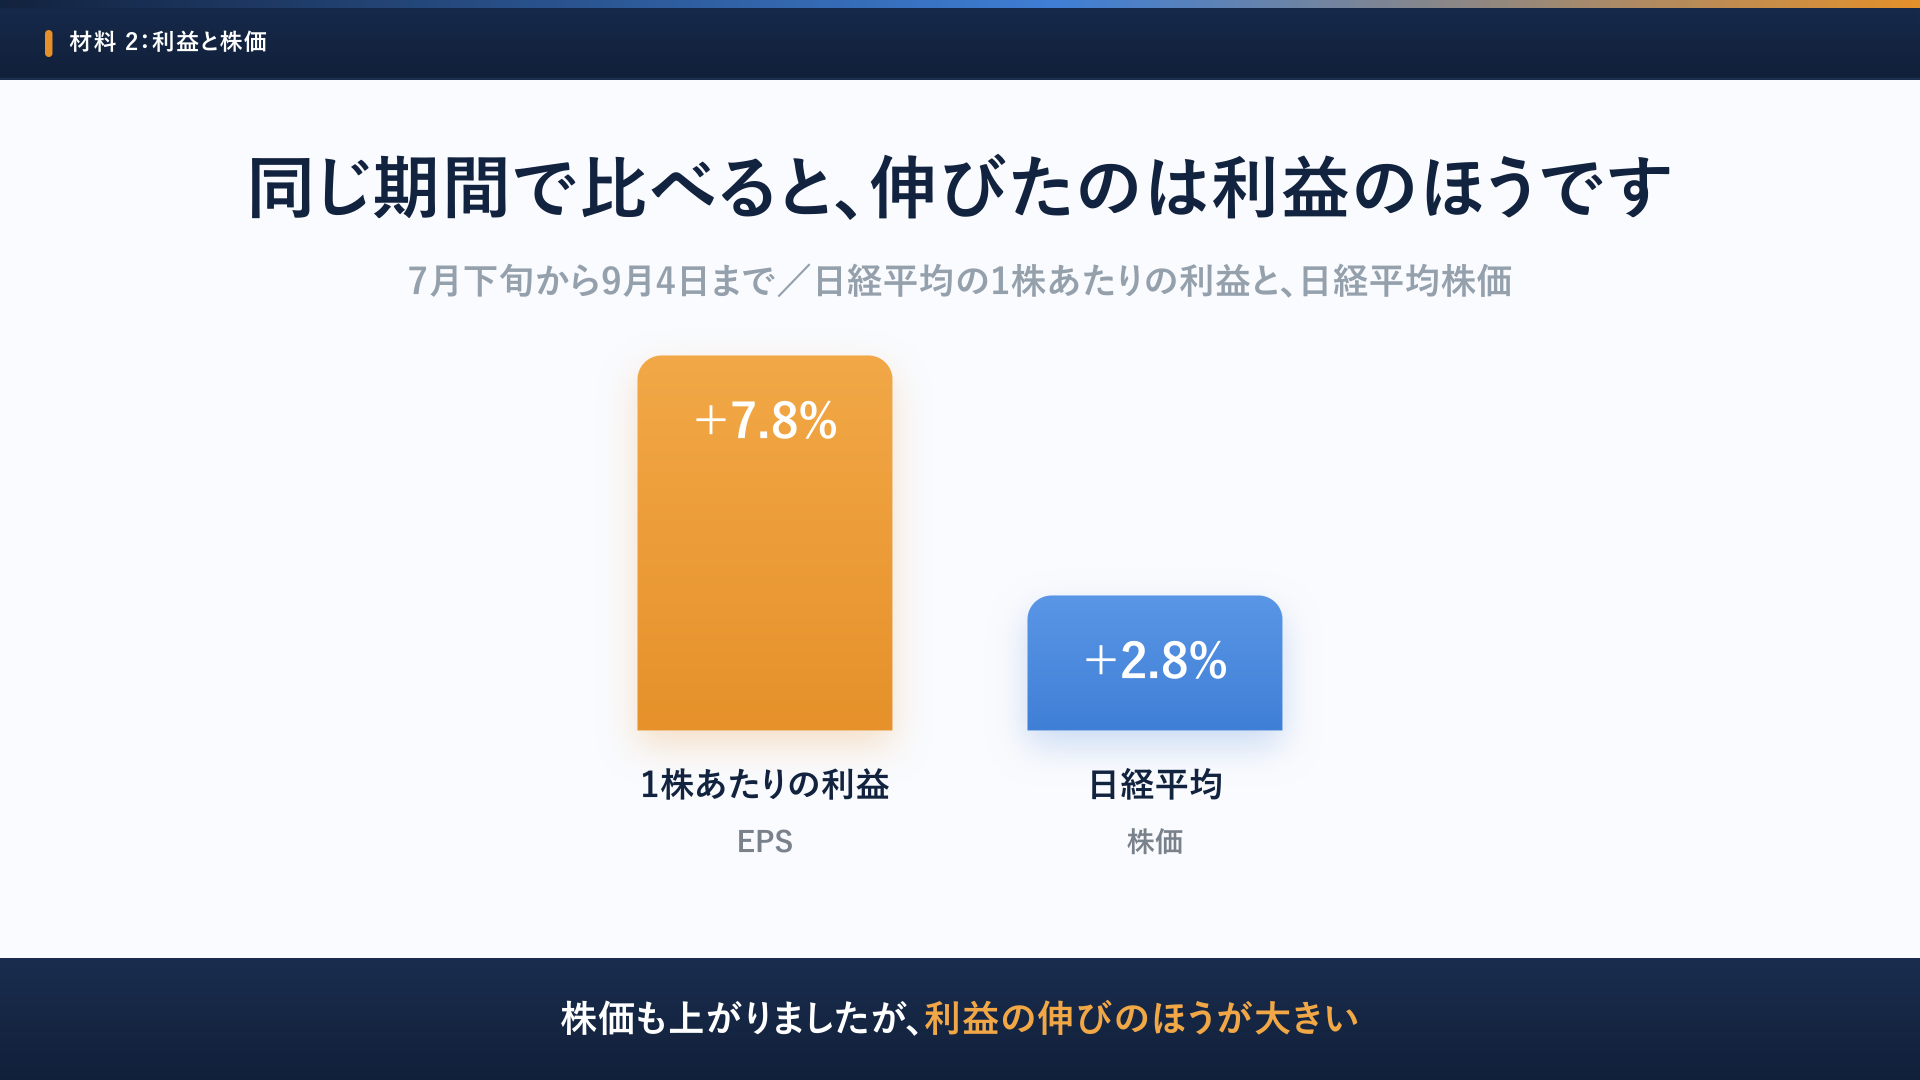 材料 2：利益と株価
同じ期間で比べると、伸びたのは利益のほうです
7月下旬から9月4日まで／日経平均の1株あたりの利益と、日経平均株価
＋7.8%
＋2.8%
1株あたりの利益
日経平均
EPS
株価
株価も上がりましたが、利益の伸びのほうが大きい